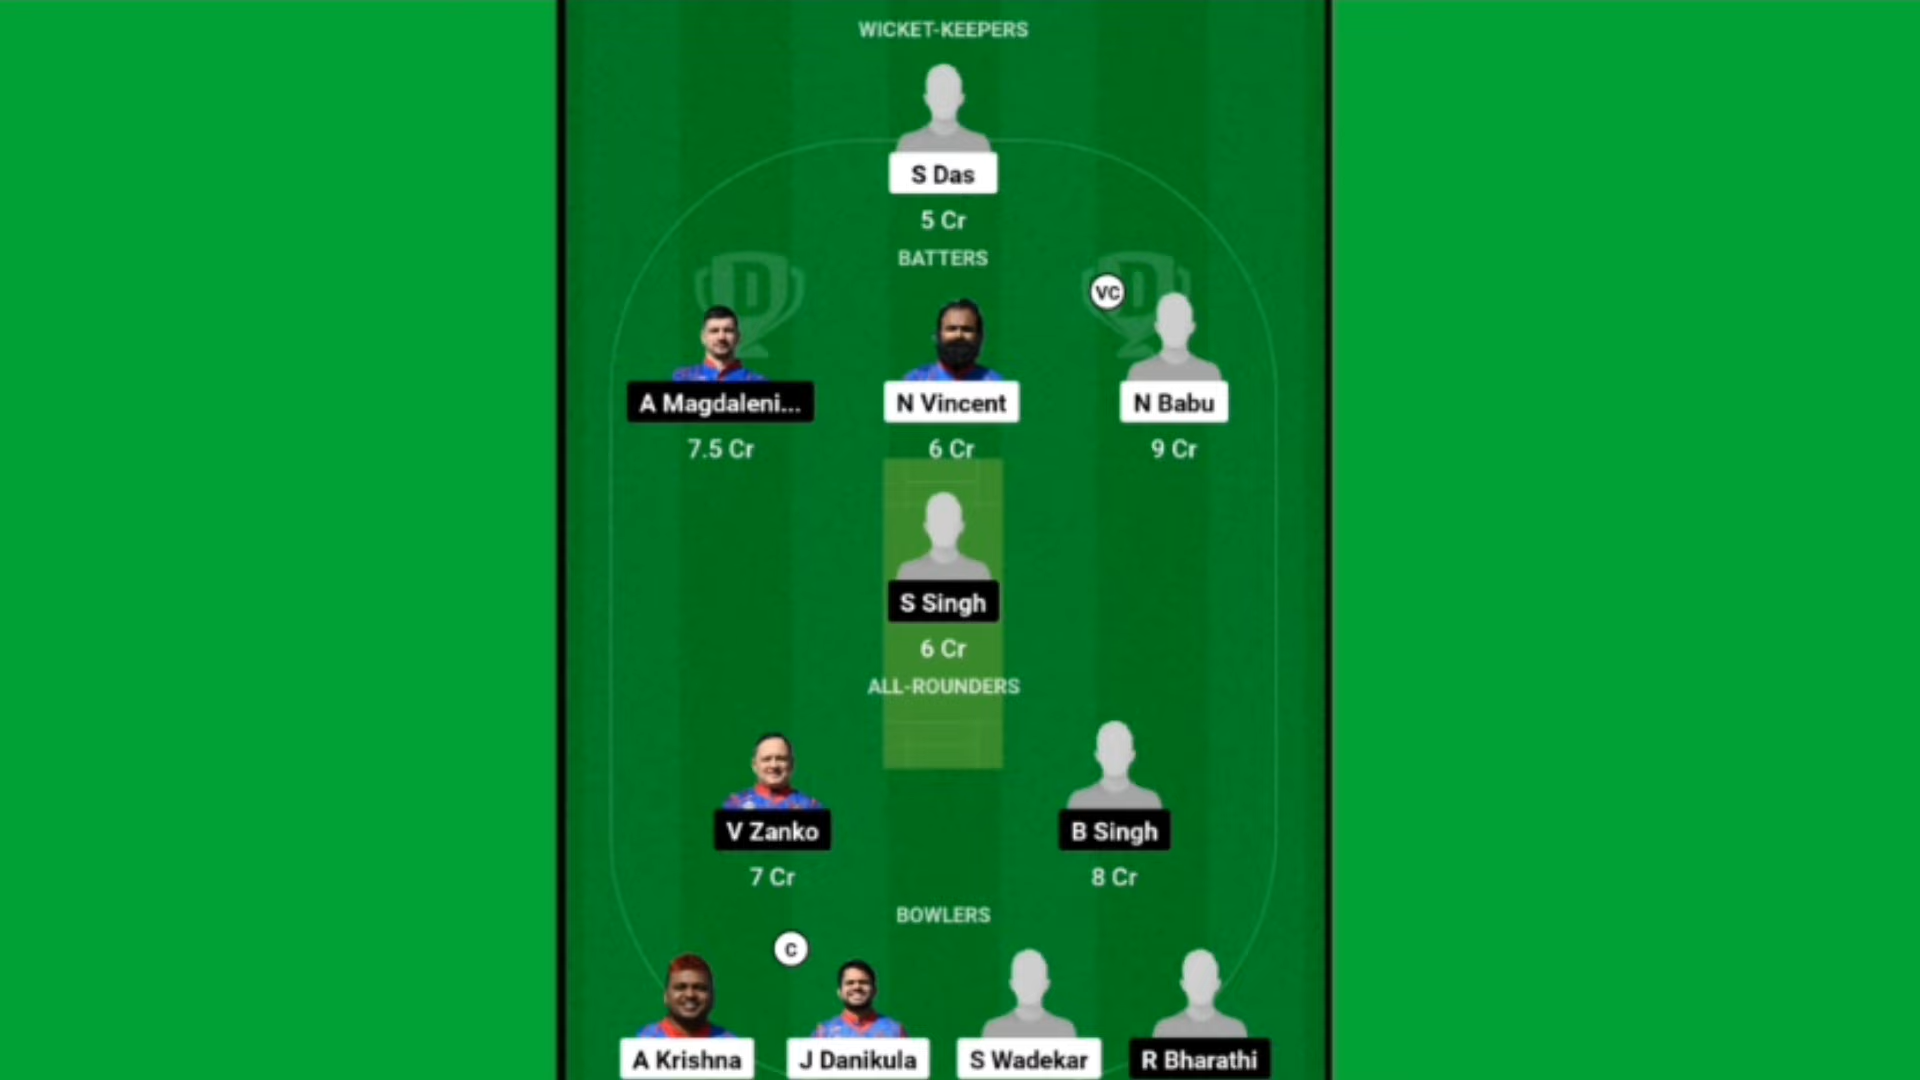 WICKET-KEEPERS
S Das
5 Cr
BATTERS
VC
A Magdaleni... N Vincent N Babu
7.5 Cr 6 Cr 9 Cr
S Singh
6 Cr
ALL-ROUNDERS
V Zanko B Singh
7 Cr 8 Cr
BOWLERS
C
A Krishna J Danikula S Wadekar R Bharathi